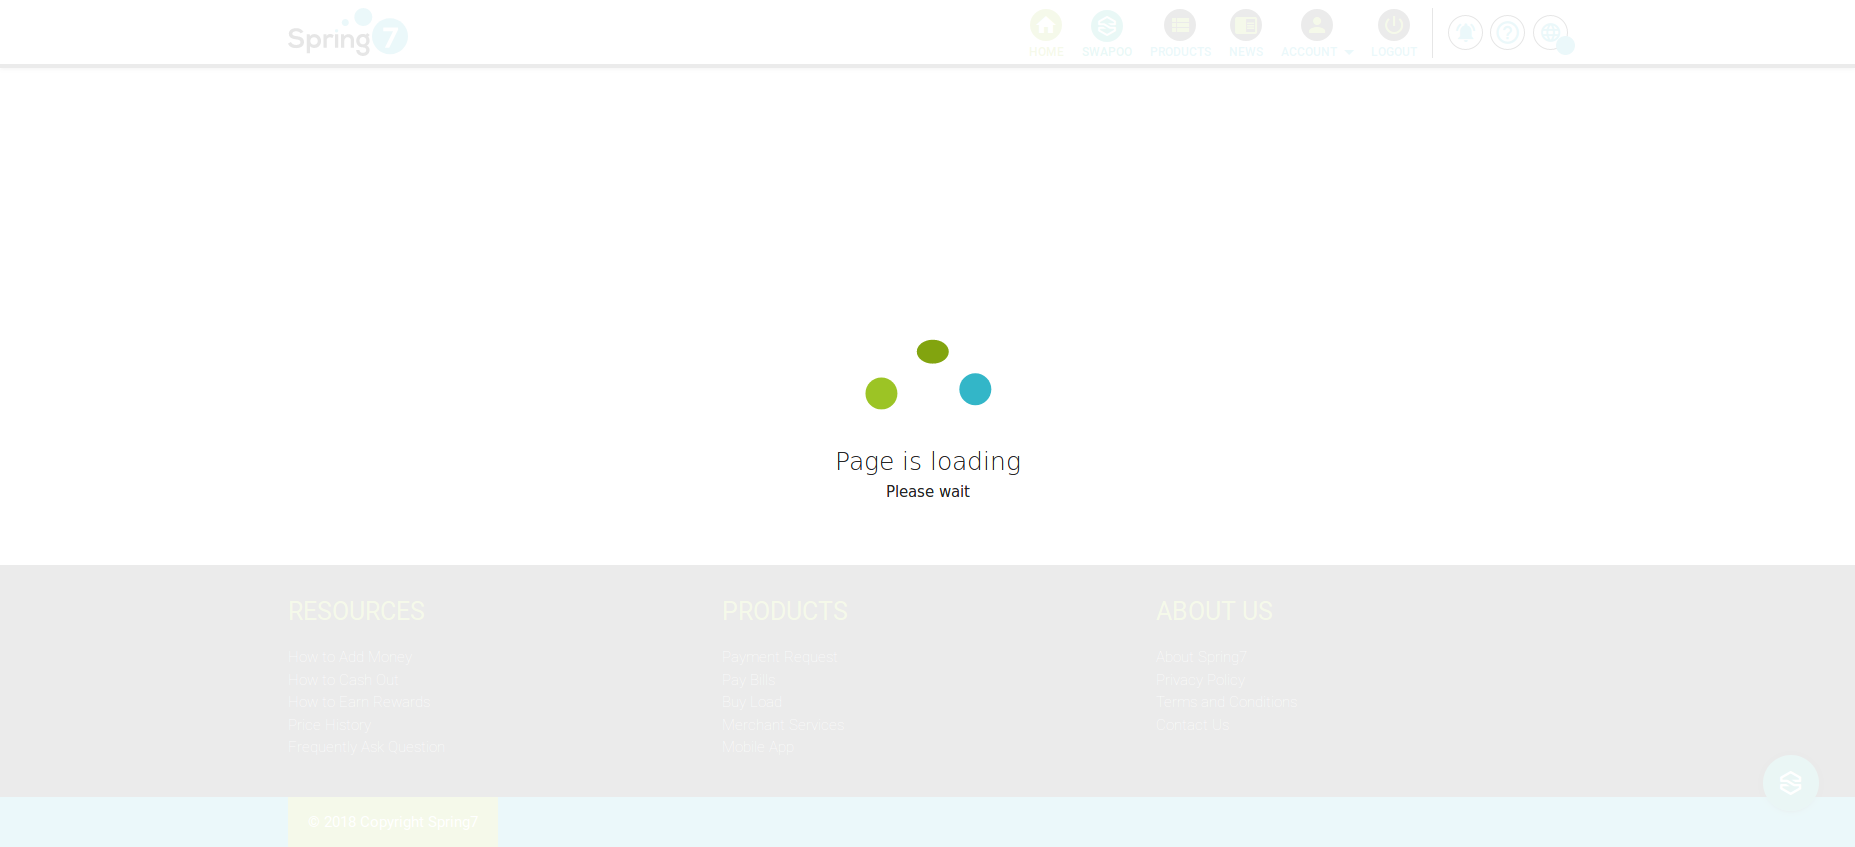 Spring7
HOME SWAPOO PRODUCTS NEWS ACCOUNT LOGOUT
Page is loading
Please wait
RESOURCES
How to Add Money
How to Cash Out
How to Earn Rewards
Price History
Frequently Ask Question
PRODUCTS
Payment Request
Pay Bills
Buy Load
Merchant Services
Mobile App
ABOUT US
About Spring7
Privacy Policy
Terms and Conditions
Contact Us
© 2018 Copyright Spring7